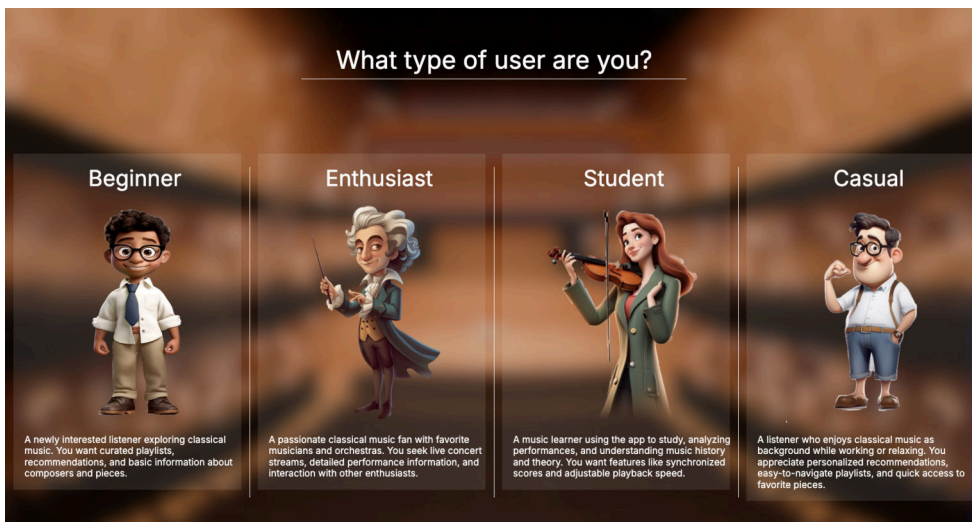 What type of user are you?
Beginner
A newly interested listener exploring classical
music. You want curated playlists,
recommendations, and basic information about
composers and pieces.
Enthusiast
A passionate classical music fan with favorite
musicians and orchestras. You seek live concert
streams, detailed performance information, and
interaction with other enthusiasts.
Student
A music learner using the app to study, analyzing
performances, and understanding music history
and theory. You want features like synchronized
scores and adjustable playback speed.
Casual
A listener who enjoys classical music as
background while working or relaxing. You
appreciate personalized recommendations,
easy-to-navigate playlists, and quick access to
favorite pieces.